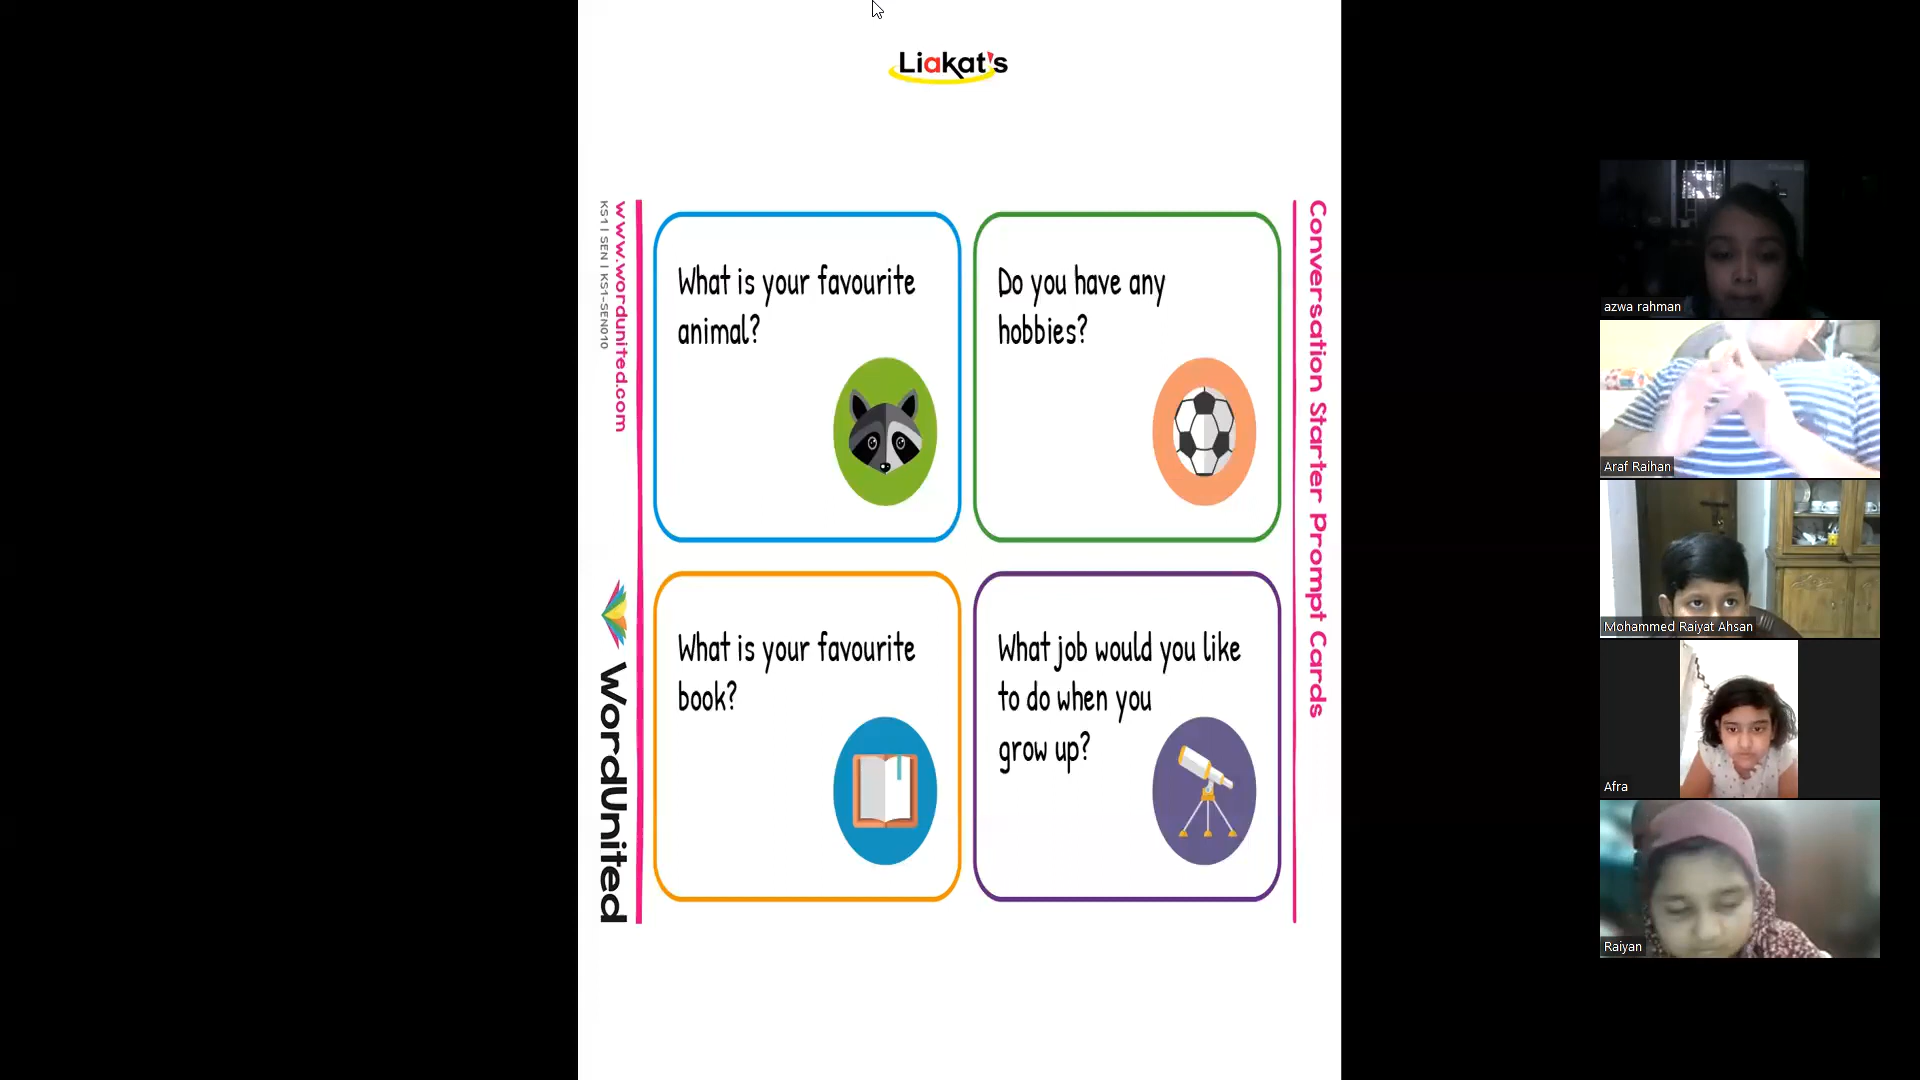 Liakat's
Conversation Starter Prompt Cards
What is your favourite
animal?
Do you have any
hobbies?
What is your favourite
book?
What job would you like
to do when you
grow up?
www.wordunited.com
KS1 | SEN | KS1-SEN010
WordUnited
azwa rahman
Araf Raihan
Mohammed Raiyat Ahsan
Afra
Raiyan